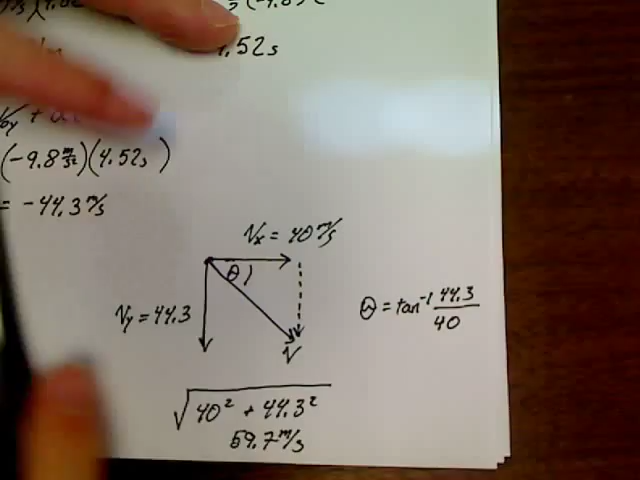 4.52s
(-9.8 m/s²)(4.52s)
= -44.3 m/s
Vx = 40 m/s
θ
Vy = 44.3
θ = tan⁻¹ 44.3/40
V
√40² + 44.3²
59.7 m/s